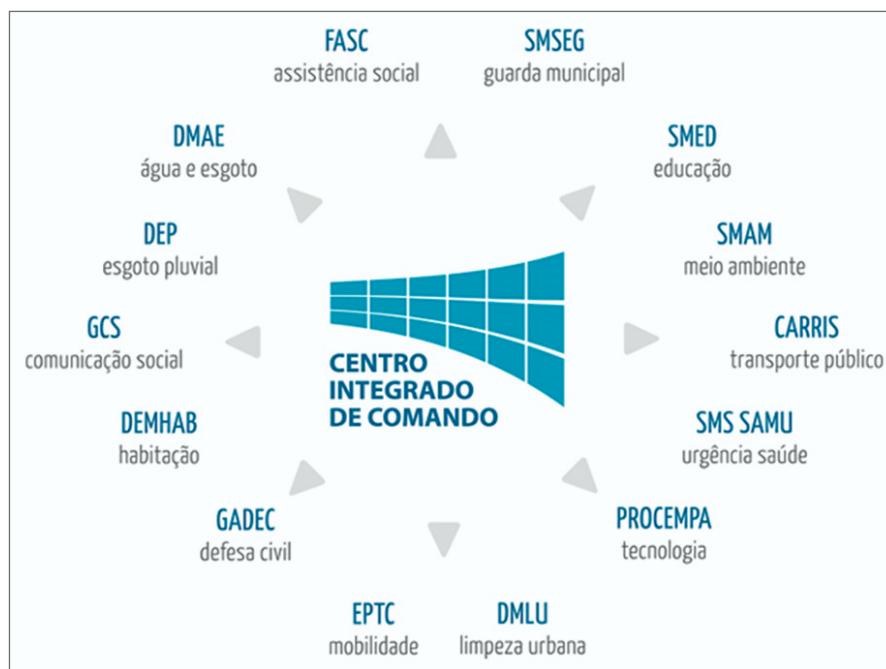 FASC
assistência social
SMSEG
guarda municipal
DMAE
água e esgoto
SMED
educação
DEP
esgoto pluvial
SMAM
meio ambiente
GCS
comunicação social
CENTRO
INTEGRADO
DE COMANDO
CARRIS
transporte público
DEMHAB
habitação
SMS SAMU
urgência saúde
GADEC
defesa civil
PROCEMPA
tecnologia
EPTC
mobilidade
DMLU
limpeza urbana